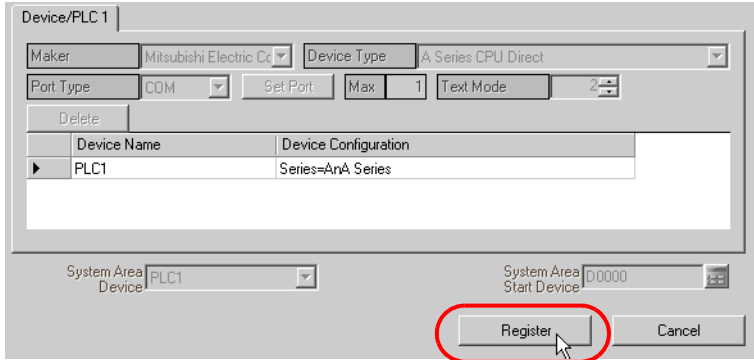 Device/PLC 1
Maker Mitsubishi Electric Co Device Type A Series CPU Direct
Port Type COM Set Port Max 1 Text Mode 2
Delete
Device Name Device Configuration
PLC1 Series=AnA Series
System Area Device PLC1 System Area Start Device D0000
Register Cancel